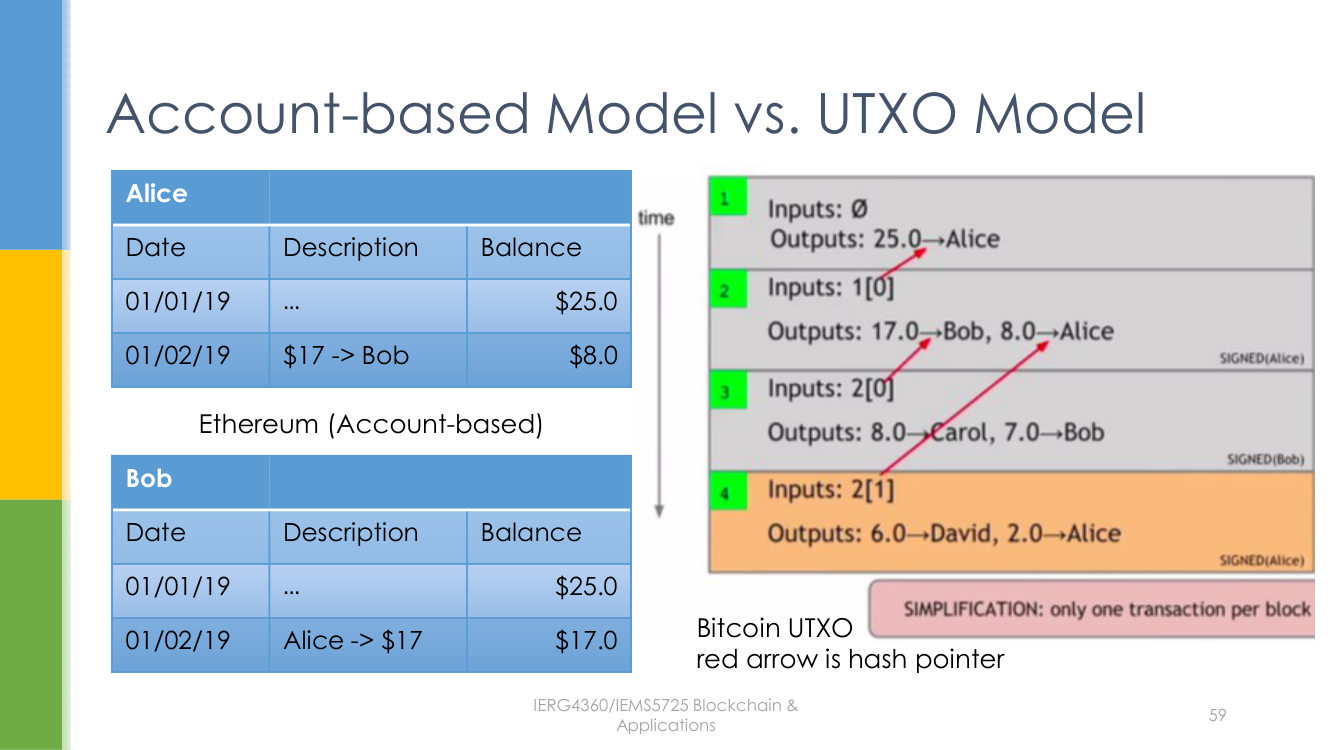 Account-based Model vs. UTXO Model
Alice
Date Description Balance
01/01/19 ... $25.0
01/02/19 $17 -> Bob $8.0
Ethereum (Account-based)
Bob
Date Description Balance
01/01/19 ... $25.0
01/02/19 Alice -> $17 $17.0
time
1
Inputs: Ø
Outputs: 25.0→Alice
2
Inputs: 1[0]
Outputs: 17.0→Bob, 8.0→Alice
SIGNED(Alice)
3
Inputs: 2[0]
Outputs: 8.0→Carol, 7.0→Bob
SIGNED(Bob)
4
Inputs: 2[1]
Outputs: 6.0→David, 2.0→Alice
SIGNED(Alice)
SIMPLIFICATION: only one transaction per block
Bitcoin UTXO
red arrow is hash pointer
IERG4360/IEMS5725 Blockchain &
Applications
59